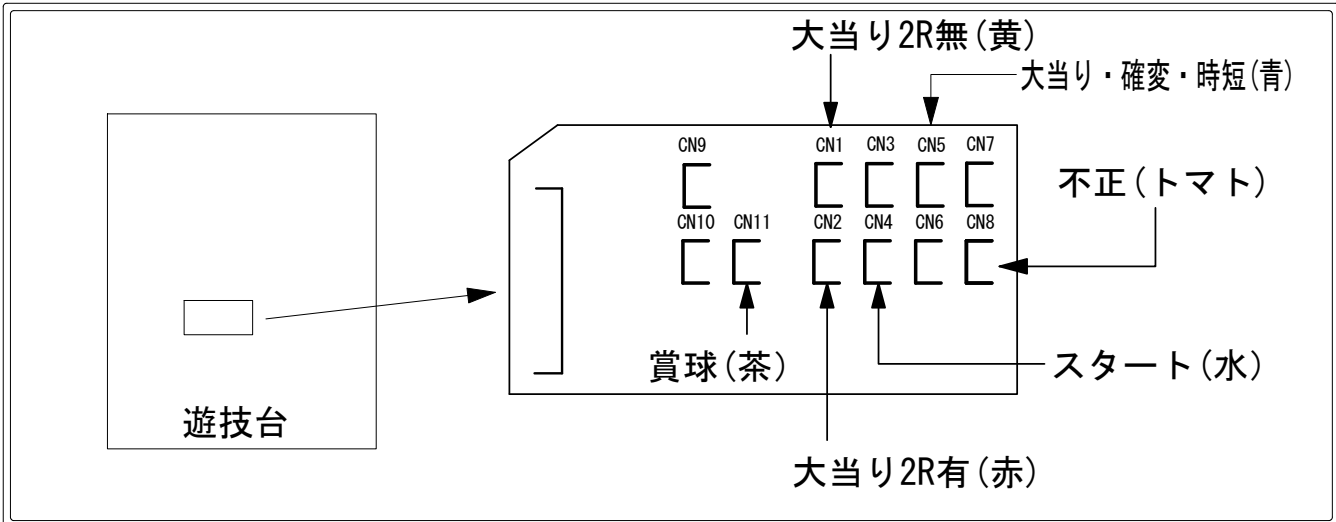 大当り2R無(黄)
大当り・確変・時短(青)
CN9
CN1
CN3
CN5
CN7
不正(トマト)
CN10
CN11
CN2
CN4
CN6
CN8
賞球(茶)
スタート(水)
遊技台
大当り2R有(赤)